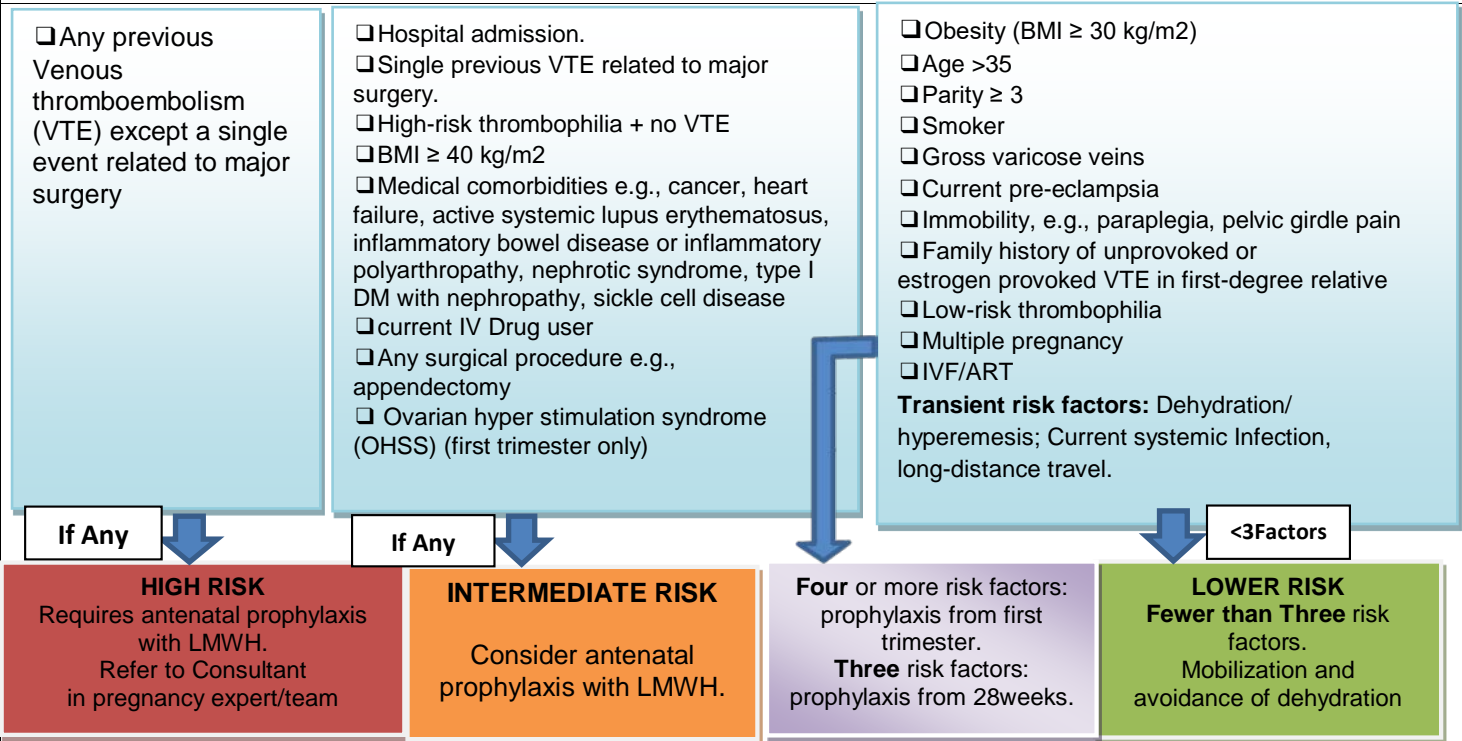 ❑Any previous
Venous
thromboembolism
(VTE) except a single
event related to major
surgery
❑Hospital admission.
❑Single previous VTE related to major
surgery.
❑High-risk thrombophilia + no VTE
❑BMI ≥ 40 kg/m2
❑Medical comorbidities e.g., cancer, heart
failure, active systemic lupus erythematosus,
inflammatory bowel disease or inflammatory
polyarthropathy, nephrotic syndrome, type I
DM with nephropathy, sickle cell disease
❑current IV Drug user
❑Any surgical procedure e.g.,
appendectomy
❑ Ovarian hyper stimulation syndrome
(OHSS) (first trimester only)
❑Obesity (BMI ≥ 30 kg/m2)
❑Age >35
❑Parity ≥ 3
❑Smoker
❑Gross varicose veins
❑Current pre-eclampsia
❑Immobility, e.g., paraplegia, pelvic girdle pain
❑Family history of unprovoked or
estrogen provoked VTE in first-degree relative
❑Low-risk thrombophilia
❑Multiple pregnancy
❑IVF/ART
Transient risk factors: Dehydration/
hyperemesis; Current systemic Infection,
long-distance travel.
If Any
If Any
<3Factors
HIGH RISK
Requires antenatal prophylaxis
with LMWH.
Refer to Consultant
in pregnancy expert/team
INTERMEDIATE RISK
Consider antenatal
prophylaxis with LMWH.
Four or more risk factors:
prophylaxis from first
trimester.
Three risk factors:
prophylaxis from 28weeks.
LOWER RISK
Fewer than Three risk
factors.
Mobilization and
avoidance of dehydration